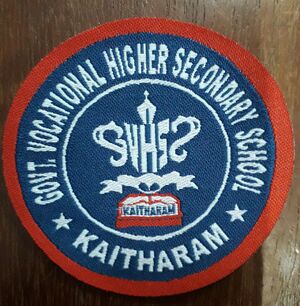 GOVT. VOCATIONAL HIGHER SECONDARY SCHOOL
GVHSS
KAITHARAM
KAITHARAM